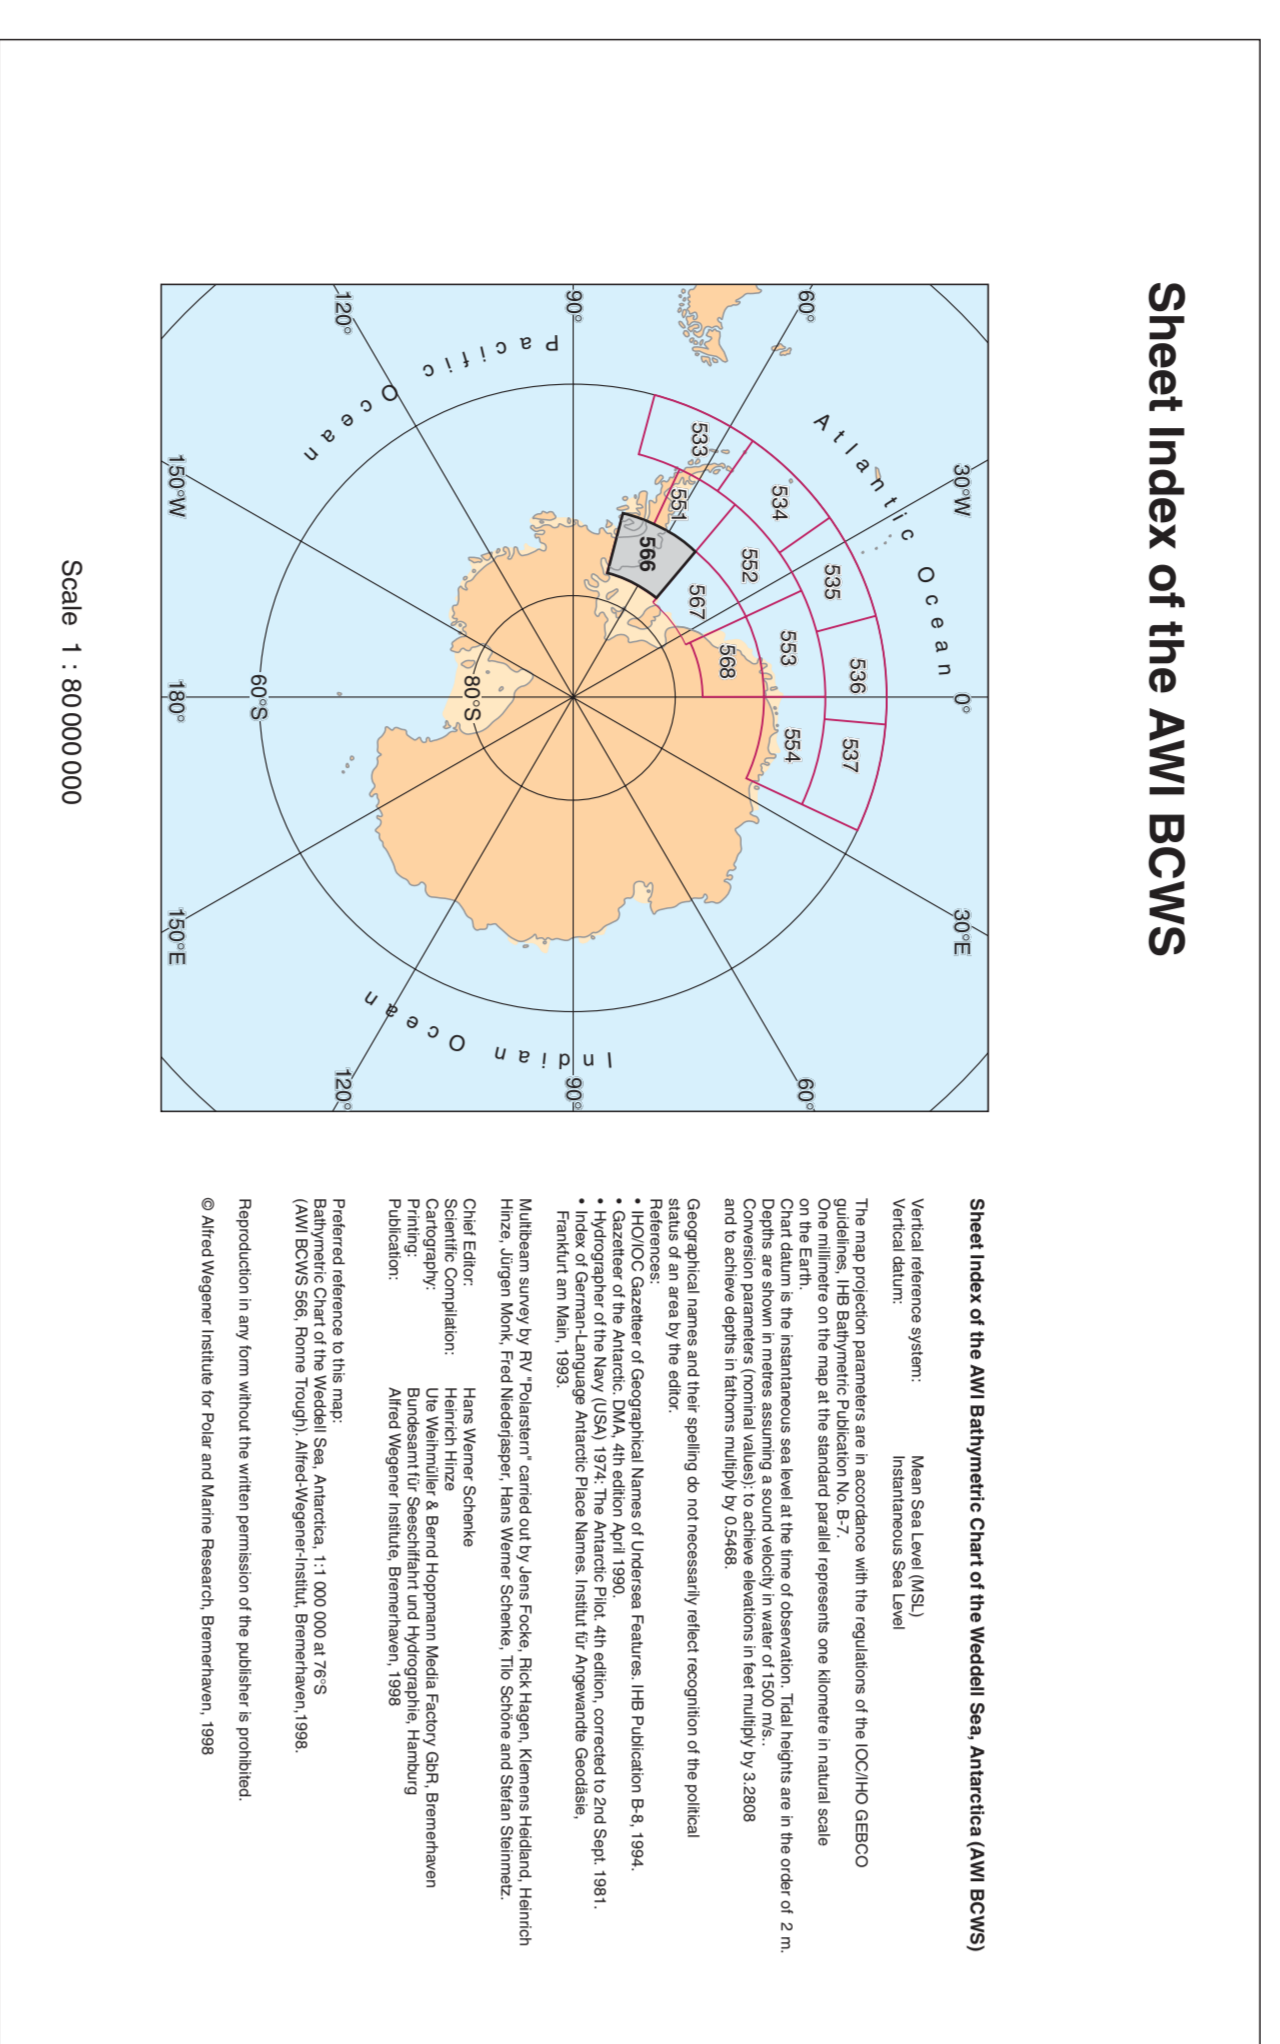 Sheet Index of the AWI BCWS
60°
30°W
0°
30°E
60°
Atlantic Ocean
534
535
536
537
533
552
553
554
551
567
568
566
90°
90°
Pacific Ocean
Indian Ocean
80°S
60°S
120°
150°W
180°
150°E
120°
Scale 1 : 80 000 000
Sheet Index of the AWI Bathymetric Chart of the Weddell Sea, Antarctica (AWI BCWS)
Vertical reference system: Mean Sea Level (MSL)
Vertical datum: Instantaneous Sea Level
The map projection parameters are in accordance with the regulations of the IOC/IHO GEBCO
guidelines, IHB Bathymetric Publication No. B-7.
One millimetre on the map at the standard parallel represents one kilometre in natural scale
on the Earth.
Chart datum is the instantaneous sea level at the time of observation. Tidal heights are in the order of 2 m.
Depths are shown in metres assuming a sound velocity in water of 1500 m/s..
Conversion parameters (nominal values): to achieve elevations in feet multiply by 3.2808
and to achieve depths in fathoms multiply by 0.5468.
Geographical names and their spelling do not necessarily reflect recognition of the political
status of an area by the editor.
References:
• IHO/IOC Gazetteer of Geographical Names of Undersea Features. IHB Publication B-8, 1994.
• Gazetteer of the Antarctic. DMA, 4th edition April 1990.
• Hydrographer of the Navy (USA) 1974: The Antarctic Pilot. 4th edition, corrected to 2nd Sept. 1981.
• Index of German-Language Antarctic Place Names. Institut für Angewandte Geodäsie,
Frankfurt am Main, 1993.
Multibeam survey by RV "Polarstern" carried out by Jens Focke, Rick Hagen, Klemens Heidland, Heinrich
Hinze, Jürgen Monk, Fred Niederjasper, Hans Werner Schenke, Tilo Schöne and Stefan Steinmetz.
Chief Editor: Hans Werner Schenke
Scientific Compilation: Heinrich Hinze
Cartography: Ute Weihmüller & Bernd Hoppmann Media Factory GbR, Bremerhaven
Printing: Bundesamt für Seeschiffahrt und Hydrographie, Hamburg
Publication: Alfred Wegener Institute, Bremerhaven, 1998
Preferred reference to this map:
Bathymetric Chart of the Weddell Sea, Antarctica, 1:1 000 000 at 76°S
(AWI BCWS 566, Ronne Trough). Alfred-Wegener-Institut, Bremerhaven,1998.
Reproduction in any form without the written permission of the publisher is prohibited.
© Alfred Wegener Institute for Polar and Marine Research, Bremerhaven, 1998